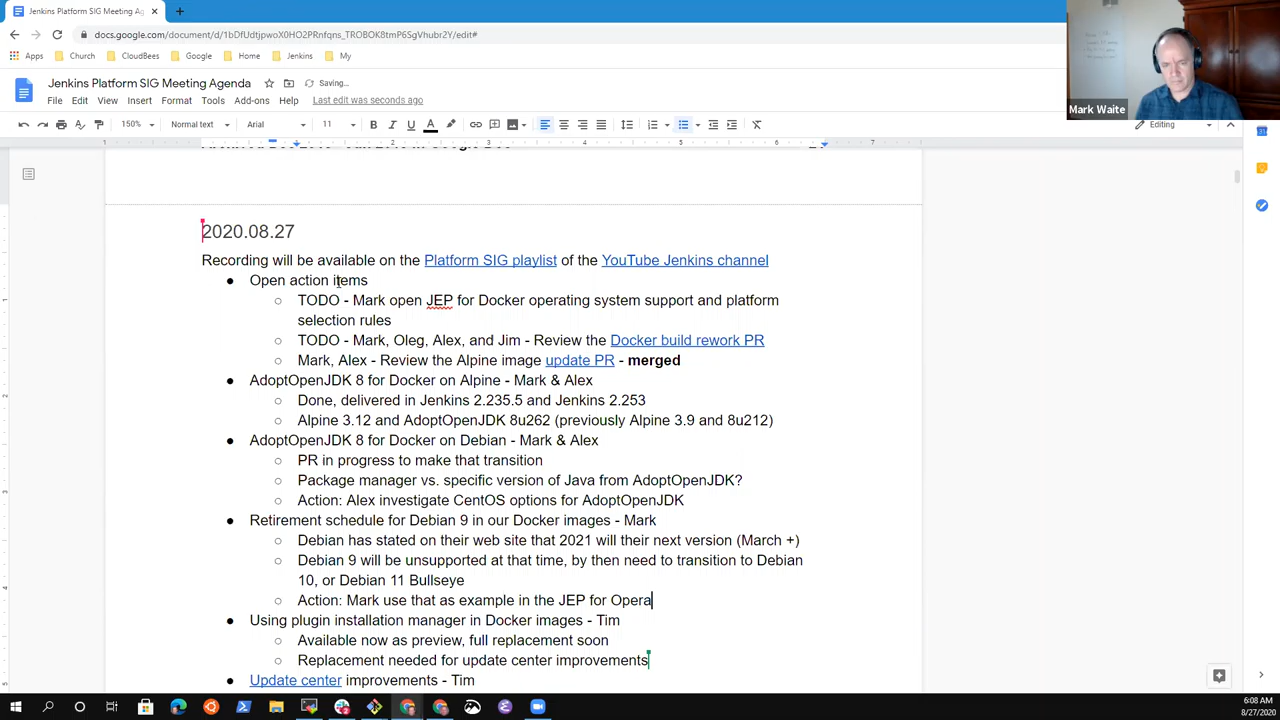 Jenkins Platform SIG Meeting Ag
docs.google.com/document/d/1bDfUdtjpwoX0HO2PRnfqns_TROBOK8tmP6SgVhubr2Y/edit#
Apps Church CloudBees Google Home Jenkins My
Jenkins Platform SIG Meeting Agenda Saving...
File Edit View Insert Format Tools Add-ons Help Last edit was seconds ago
Mark Waite
150% Normal text Arial 11 Editing
1 2 3 4 5 6 7
2020.08.27
Recording will be available on the Platform SIG playlist of the YouTube Jenkins channel
● Open action items
○ TODO - Mark open JEP for Docker operating system support and platform
selection rules
○ TODO - Mark, Oleg, Alex, and Jim - Review the Docker build rework PR
○ Mark, Alex - Review the Alpine image update PR - merged
● AdoptOpenJDK 8 for Docker on Alpine - Mark & Alex
○ Done, delivered in Jenkins 2.235.5 and Jenkins 2.253
○ Alpine 3.12 and AdoptOpenJDK 8u262 (previously Alpine 3.9 and 8u212)
● AdoptOpenJDK 8 for Docker on Debian - Mark & Alex
○ PR in progress to make that transition
○ Package manager vs. specific version of Java from AdoptOpenJDK?
○ Action: Alex investigate CentOS options for AdoptOpenJDK
● Retirement schedule for Debian 9 in our Docker images - Mark
○ Debian has stated on their web site that 2021 will their next version (March +)
○ Debian 9 will be unsupported at that time, by then need to transition to Debian
10, or Debian 11 Bullseye
○ Action: Mark use that as example in the JEP for Opera
● Using plugin installation manager in Docker images - Tim
○ Available now as preview, full replacement soon
○ Replacement needed for update center improvements
● Update center improvements - Tim
6:08 AM
8/27/2020